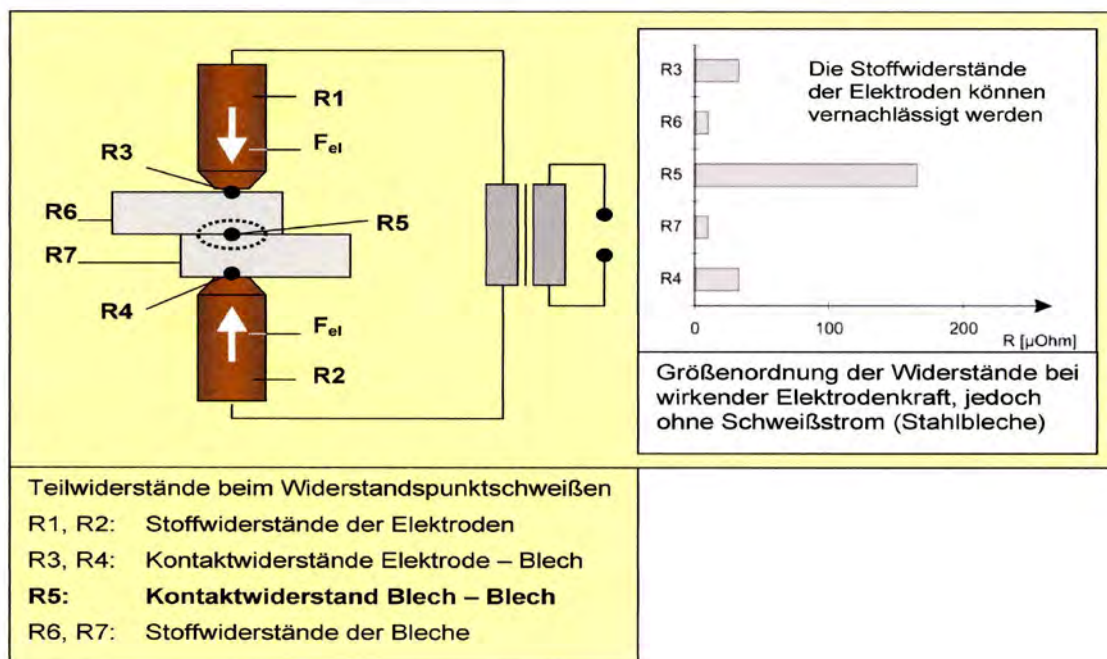 R1
F el
R3
R6
R5
R7
R4
F el
R2
R3
R6
R5
R7
R4
Die Stoffwiderstände
der Elektroden können
vernachlässigt werden
0
100
200
R [µOhm]
Größenordnung der Widerstände bei
wirkender Elektrodenkraft, jedoch
ohne Schweißstrom (Stahlbleche)
Teilwiderstände beim Widerstandspunktschweißen
R1, R2: Stoffwiderstände der Elektroden
R3, R4: Kontaktwiderstände Elektrode – Blech
R5: Kontaktwiderstand Blech – Blech
R6, R7: Stoffwiderstände der Bleche